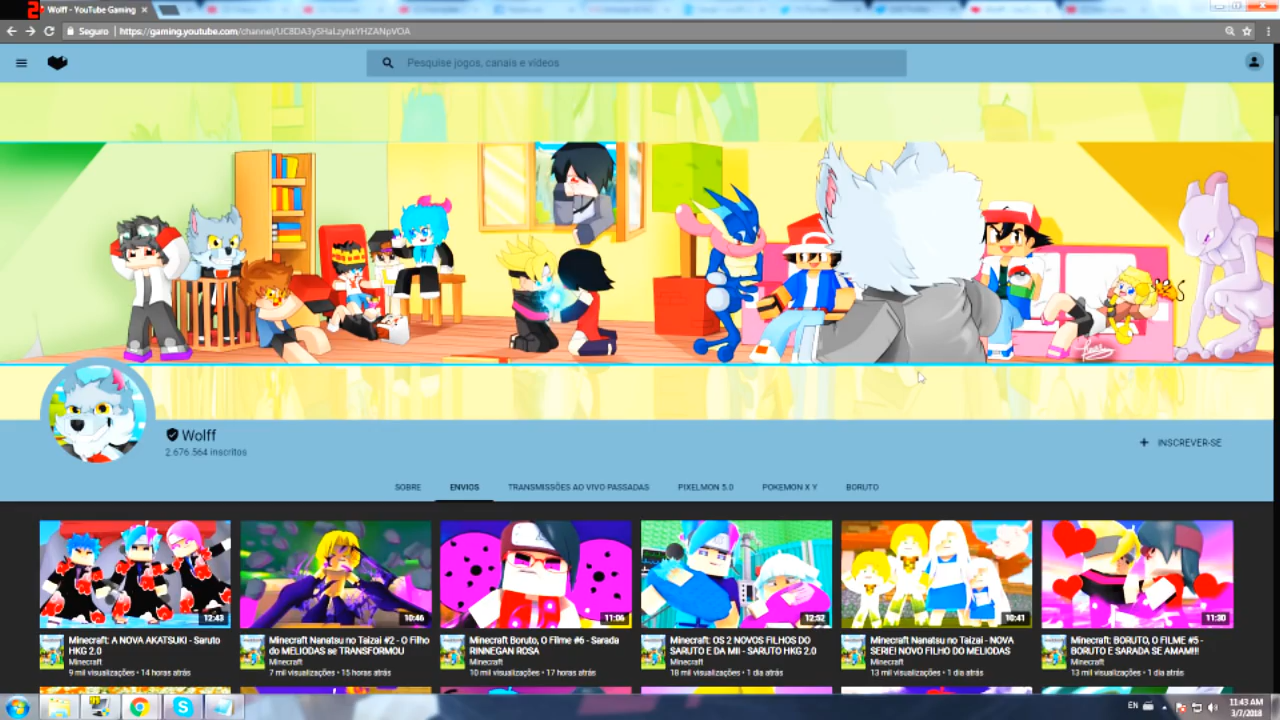 Wolff - YouTube Gaming
Seguro | https://gaming.youtube.com/channel/UC8DA3ySHaLzyhkYHZANpVOA
Pesquise jogos, canais e vídeos
Wolff
2.676.564 inscritos
+ INSCREVER-SE
SOBRE ENVIOS TRANSMISSÕES AO VIVO PASSADAS PIXELMON 5.0 POKEMON X Y BORUTO
12:43 10:46 11:06 12:52 10:41 11:30
Minecraft: A NOVA AKATSUKI - Saruto
HKG 2.0
Minecraft
9 mil visualizações • 14 horas atrás
Minecraft Nanatsu no Taizai #2 - O Filho
do MELIODAS se TRANSFORMOU
Minecraft
7 mil visualizações • 15 horas atrás
Minecraft Boruto, O Filme #6 - Sarada
RINNEGAN ROSA
Minecraft
10 mil visualizações • 17 horas atrás
Minecraft: OS 2 NOVOS FILHOS DO
SARUTO E DA MII - SARUTO HKG 2.0
Minecraft
18 mil visualizações • 1 dia atrás
Minecraft Nanatsu no Taizai - NOVA
SERIE! NOVO FILHO DO MELIODAS
Minecraft
13 mil visualizações • 1 dia atrás
Minecraft: BORUTO, O FILME #5 -
BORUTO E SARADA SE AMAM!!!
Minecraft
13 mil visualizações • 1 dia atrás
EN
11:43 AM
3/7/2018